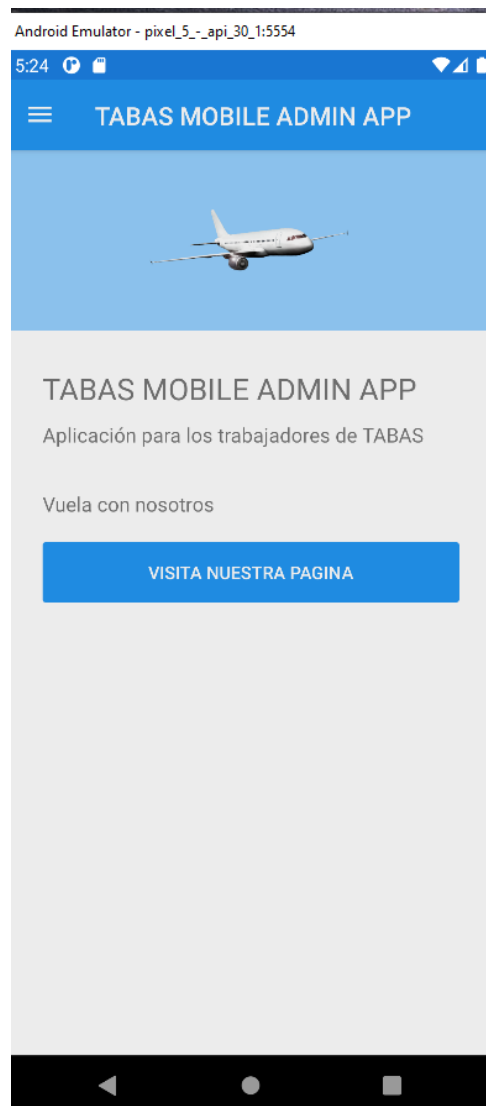 Android Emulator - pixel_5_-_api_30_1:5554
5:24
TABAS MOBILE ADMIN APP
TABAS MOBILE ADMIN APP
Aplicación para los trabajadores de TABAS
Vuela con nosotros
VISITA NUESTRA PAGINA